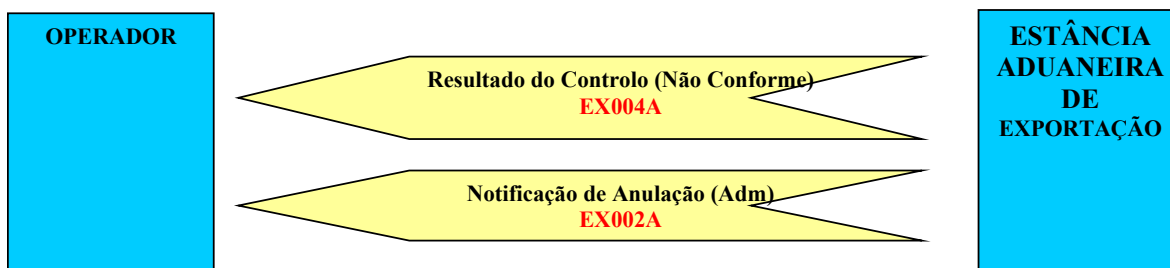 OPERADOR
Resultado do Controlo (Não Conforme)
EX004A
Notificação de Anulação (Adm)
EX002A
ESTÂNCIA
ADUANEIRA
DE
EXPORTAÇÃO